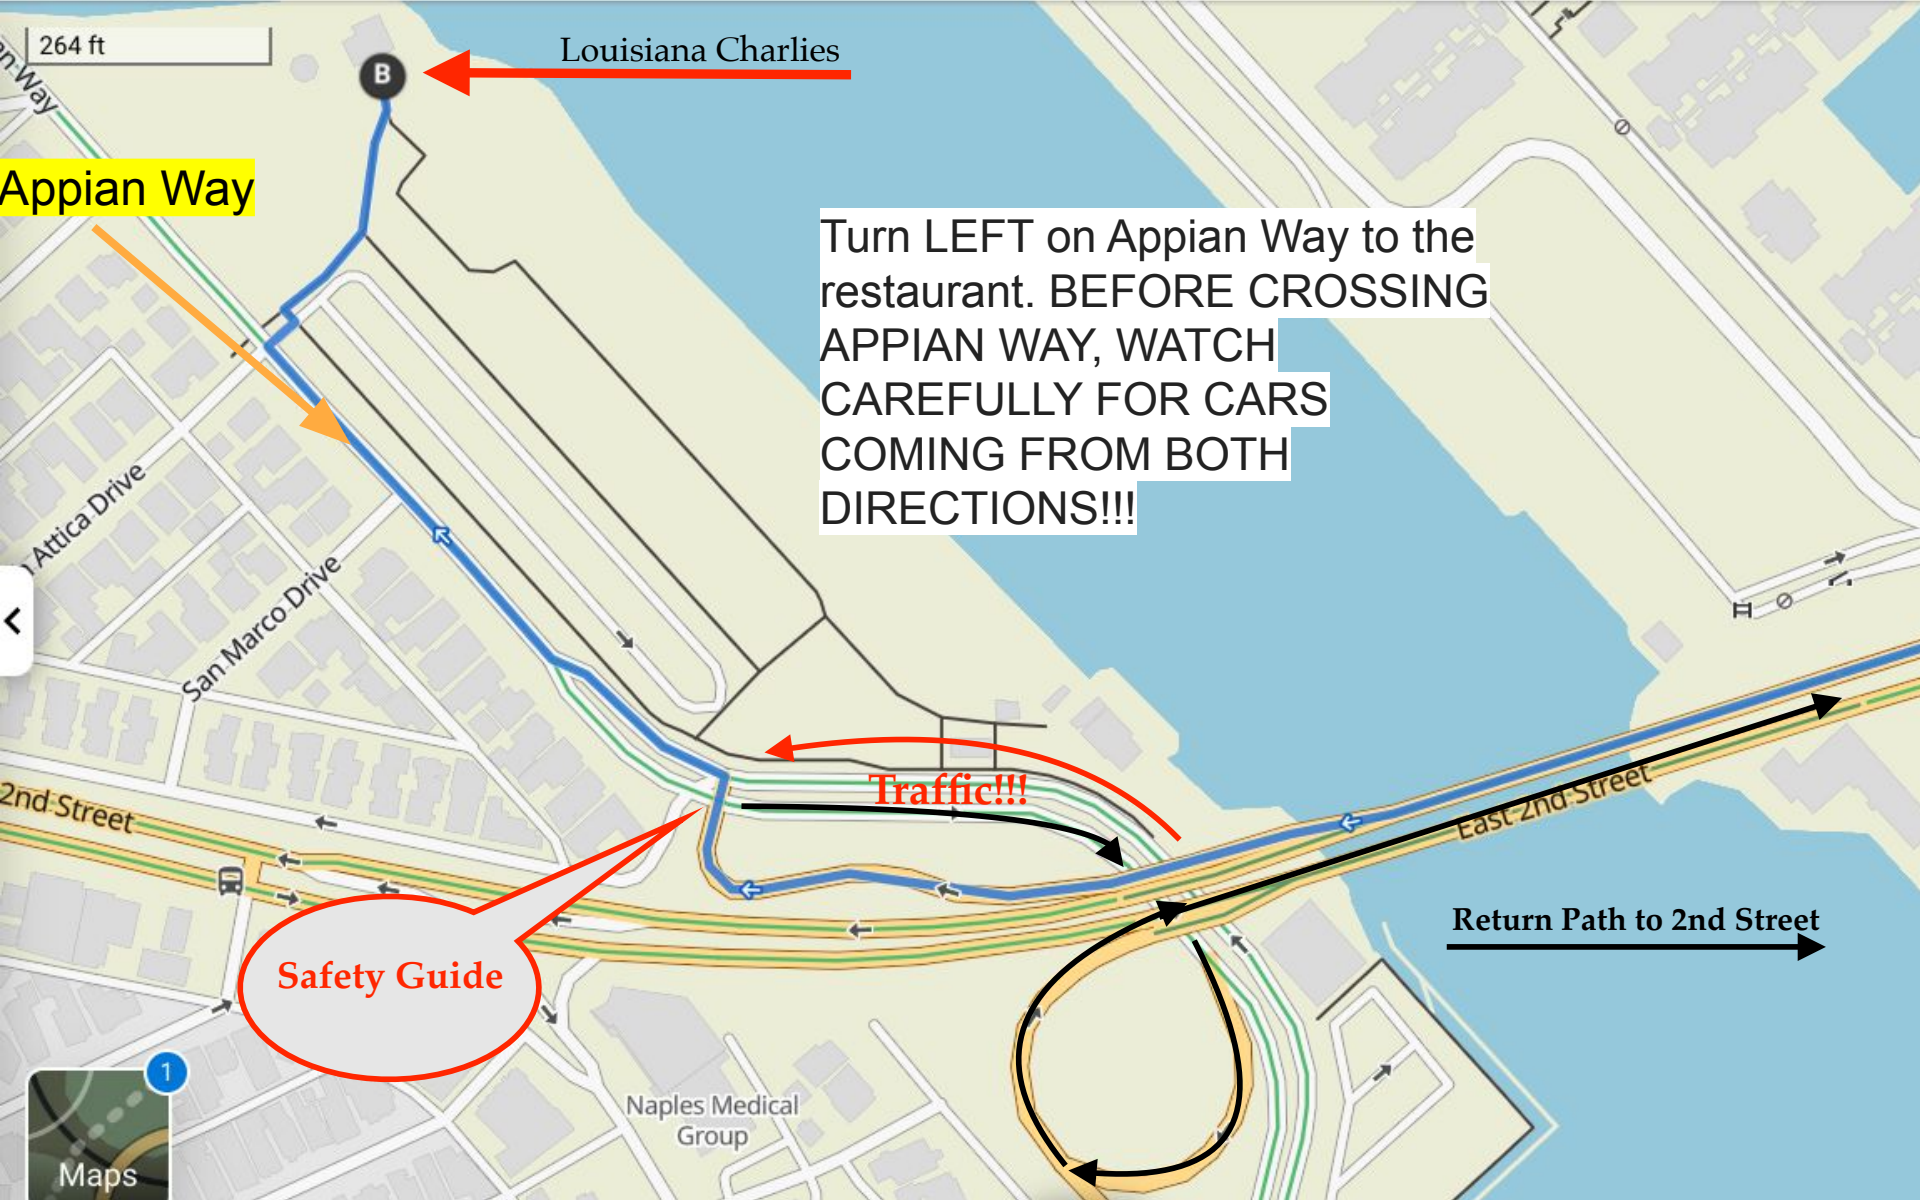 264 ft
Louisiana Charlies
B
Way
Appian Way
Turn LEFT on Appian Way to the
restaurant. BEFORE CROSSING
APPIAN WAY, WATCH
CAREFULLY FOR CARS
COMING FROM BOTH
DIRECTIONS!!!
Attica Drive
San Marco Drive
2nd Street
Traffic!!!
East 2nd Street
Return Path to 2nd Street
Safety Guide
Naples Medical
Group
1
Maps